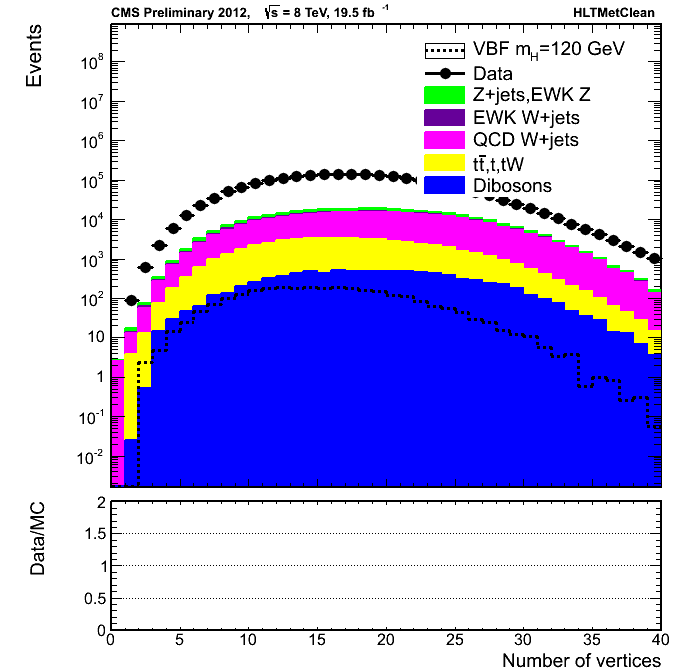 CMS Preliminary 2012, √s = 8 TeV, 19.5 fb⁻¹ HLTMetClean
Events
VBF m_H=120 GeV
Data
Z+jets,EWK Z
EWK W+jets
QCD W+jets
tt̄,t,tW
Dibosons
10⁸
10⁷
10⁶
10⁵
10⁴
10³
10²
10
1
10⁻¹
10⁻²
Data/MC
2
1.5
1
0.5
0
0 5 10 15 20 25 30 35 40
Number of vertices